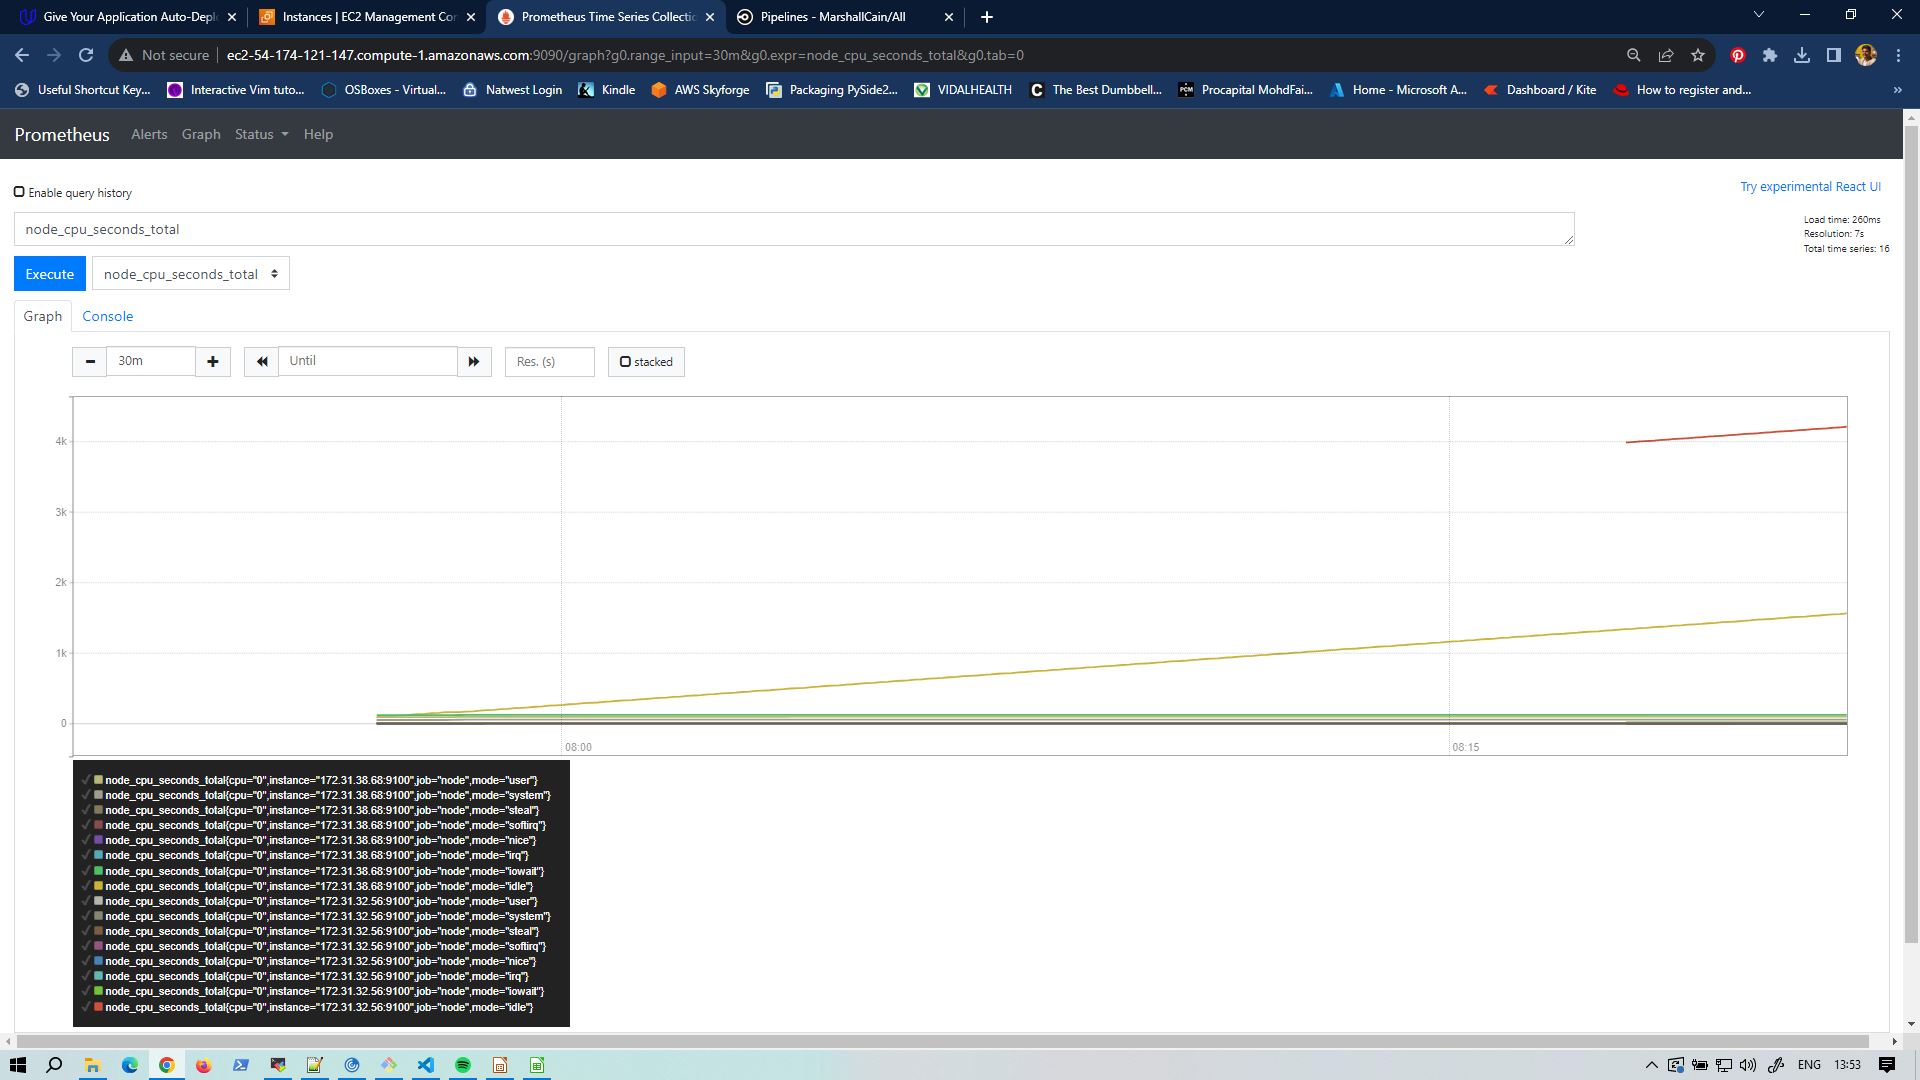 Give Your Application Auto-Depl
Instances | EC2 Management Con
Prometheus Time Series Collectio
Pipelines - MarshallCain/All
Not secure
ec2-54-174-121-147.compute-1.amazonaws.com:9090/graph?g0.range_input=30m&g0.expr=node_cpu_seconds_total&g0.tab=0
Useful Shortcut Key... Interactive Vim tuto... OSBoxes - Virtual... Natwest Login Kindle AWS Skyforge Packaging PySide2... VIDALHEALTH The Best Dumbbell... Procapital MohdFai... Home - Microsoft A... Dashboard / Kite How to register and... »
Prometheus Alerts Graph Status Help
Enable query history
Try experimental React UI
node_cpu_seconds_total
Load time: 260ms
Resolution: 7s
Total time series: 16
Execute node_cpu_seconds_total
Graph Console
30m Until Res. (s) stacked
4k
3k
2k
1k
0
08:00 08:15
node_cpu_seconds_total{cpu="0",instance="172.31.38.68:9100",job="node",mode="user"}
node_cpu_seconds_total{cpu="0",instance="172.31.38.68:9100",job="node",mode="system"}
node_cpu_seconds_total{cpu="0",instance="172.31.38.68:9100",job="node",mode="steal"}
node_cpu_seconds_total{cpu="0",instance="172.31.38.68:9100",job="node",mode="softirq"}
node_cpu_seconds_total{cpu="0",instance="172.31.38.68:9100",job="node",mode="nice"}
node_cpu_seconds_total{cpu="0",instance="172.31.38.68:9100",job="node",mode="irq"}
node_cpu_seconds_total{cpu="0",instance="172.31.38.68:9100",job="node",mode="iowait"}
node_cpu_seconds_total{cpu="0",instance="172.31.38.68:9100",job="node",mode="idle"}
node_cpu_seconds_total{cpu="0",instance="172.31.32.56:9100",job="node",mode="user"}
node_cpu_seconds_total{cpu="0",instance="172.31.32.56:9100",job="node",mode="system"}
node_cpu_seconds_total{cpu="0",instance="172.31.32.56:9100",job="node",mode="steal"}
node_cpu_seconds_total{cpu="0",instance="172.31.32.56:9100",job="node",mode="softirq"}
node_cpu_seconds_total{cpu="0",instance="172.31.32.56:9100",job="node",mode="nice"}
node_cpu_seconds_total{cpu="0",instance="172.31.32.56:9100",job="node",mode="irq"}
node_cpu_seconds_total{cpu="0",instance="172.31.32.56:9100",job="node",mode="iowait"}
node_cpu_seconds_total{cpu="0",instance="172.31.32.56:9100",job="node",mode="idle"}
ENG 13:53